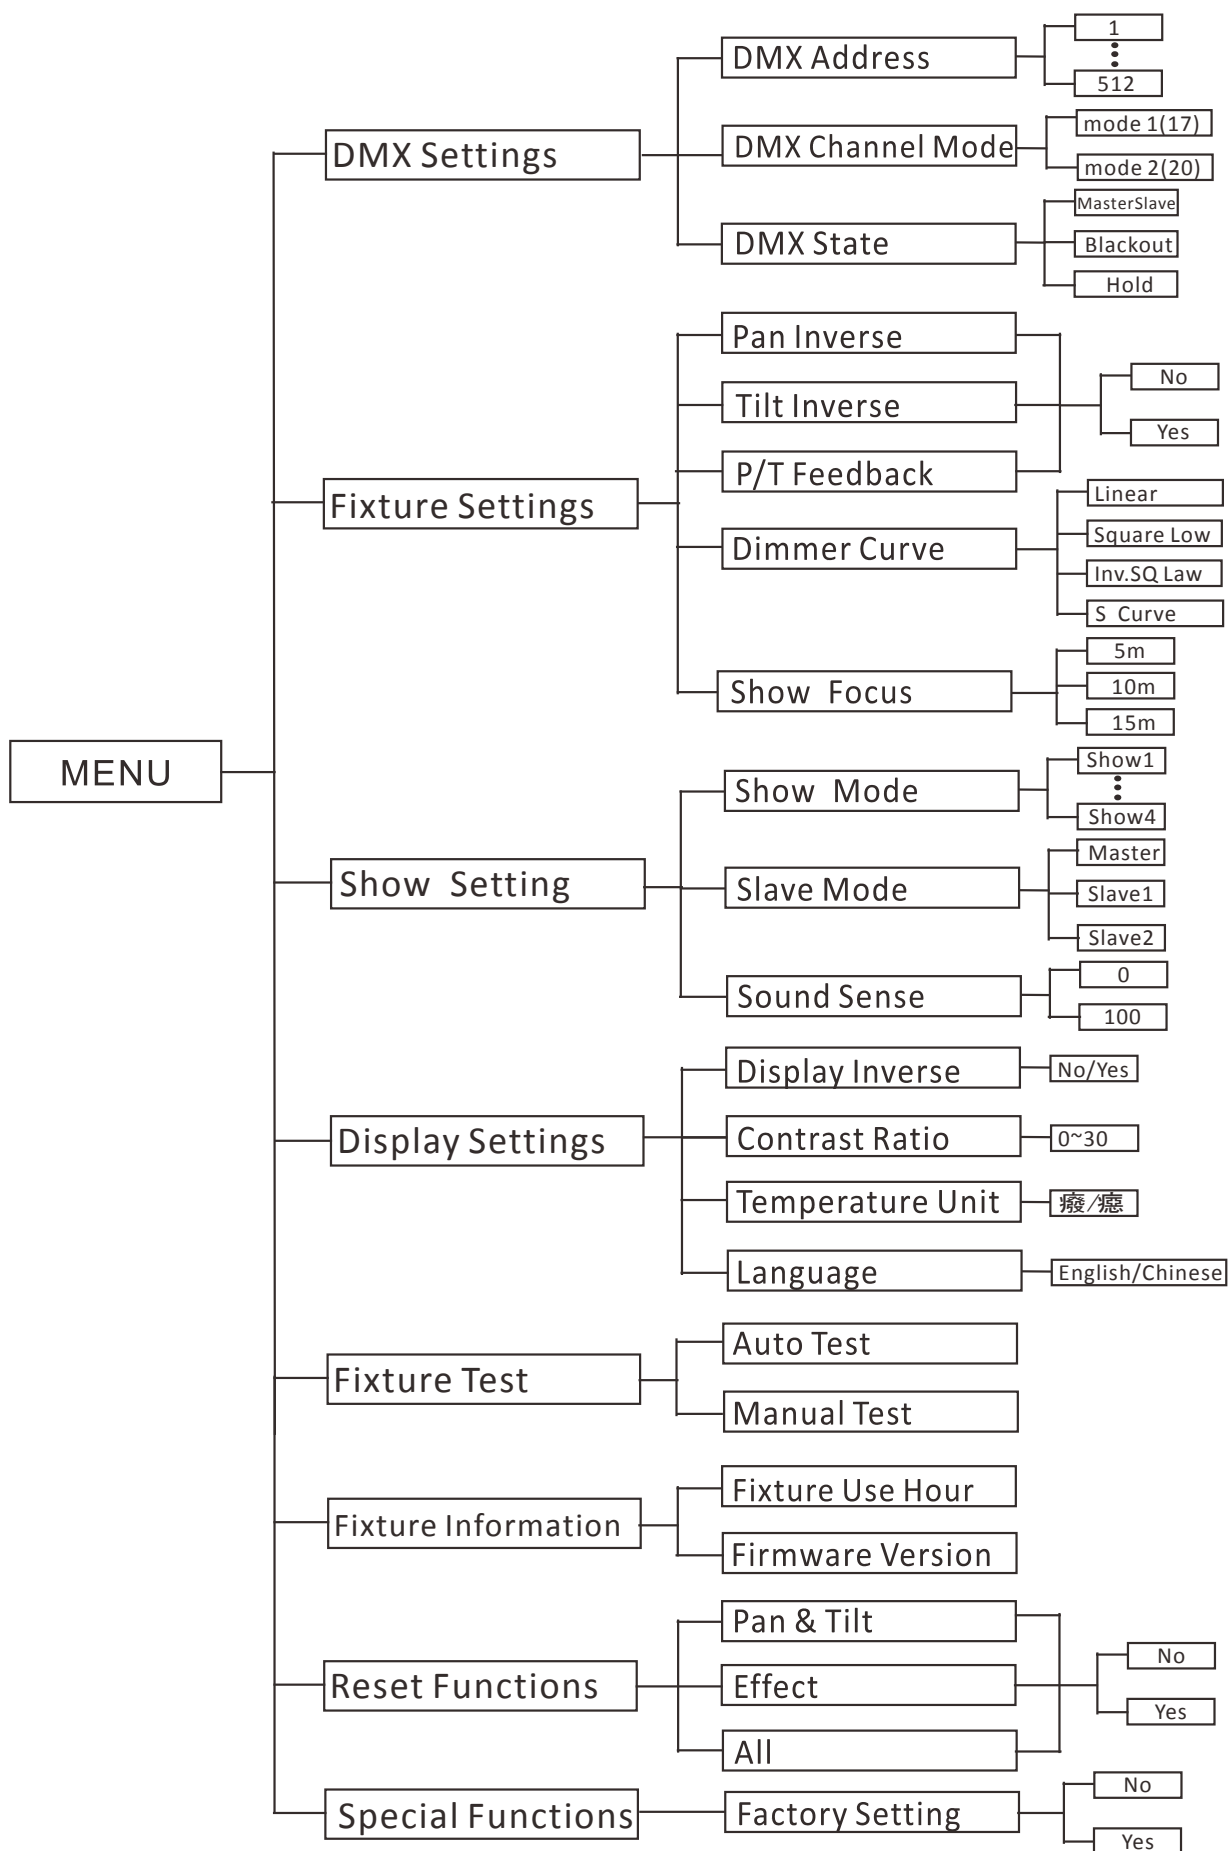 MENU
DMX Settings
DMX Address
1
512
DMX Channel Mode
mode 1(17)
mode 2(20)
DMX State
MasterSlave
Blackout
Hold
Fixture Settings
Pan Inverse
Tilt Inverse
P/T Feedback
No
Yes
Dimmer Curve
Linear
Square Low
Inv.SQ Law
S Curve
Show Focus
5m
10m
15m
Show Setting
Show Mode
Show1
Show4
Slave Mode
Master
Slave1
Slave2
Sound Sense
0
100
Display Settings
Display Inverse
No/Yes
Contrast Ratio
0~30
Temperature Unit
癈/癋
Language
English/Chinese
Fixture Test
Auto Test
Manual Test
Fixture Information
Fixture Use Hour
Firmware Version
Reset Functions
Pan & Tilt
Effect
All
No
Yes
Special Functions
Factory Setting
No
Yes